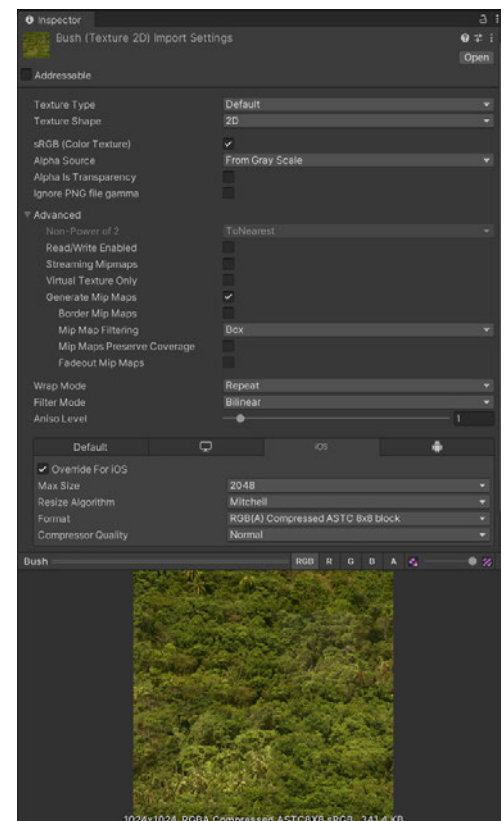 Inspector
Bush (Texture 2D) Import Settings
Open
Addressable
Texture Type Default
Texture Shape 2D
sRGB (Color Texture)
Alpha Source From Gray Scale
Alpha Is Transparency
Ignore PNG file gamma
Advanced
Non-Power of 2 ToNearest
Read/Write Enabled
Streaming Mipmaps
Virtual Texture Only
Generate Mip Maps
Border Mip Maps
Mip Map Filtering Box
Mip Maps Preserve Coverage
Fadeout Mip Maps
Wrap Mode Repeat
Filter Mode Bilinear
Aniso Level 1
Default iOS
Override For iOS
Max Size 2048
Resize Algorithm Mitchell
Format RGB(A) Compressed ASTC 8x8 block
Compressor Quality Normal
Bush RGB R G B A
1024x1024 RGBA Compressed ASTC8X8 sRGB 341.4 KB